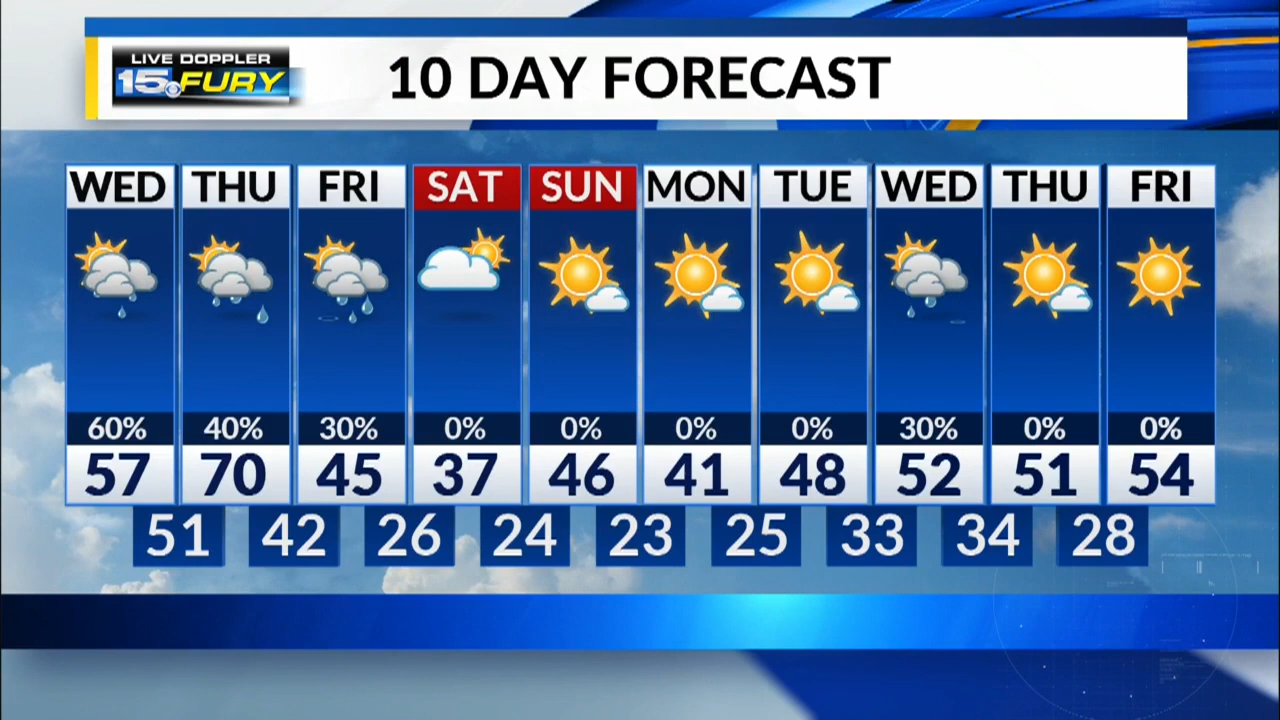 LIVE DOPPLER
15 FURY
10 DAY FORECAST
WED THU FRI SAT SUN MON TUE WED THU FRI
60% 40% 30% 0% 0% 0% 0% 30% 0% 0%
57 70 45 37 46 41 48 52 51 54
51 42 26 24 23 25 33 34 28